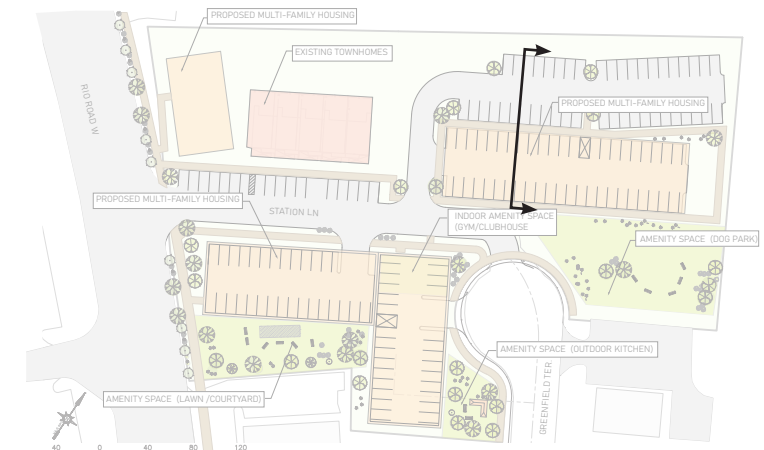 PROPOSED MULTI-FAMILY HOUSING
EXISTING TOWNHOMES
RIO ROAD W
PROPOSED MULTI-FAMILY HOUSING
PROPOSED MULTI-FAMILY HOUSING
STATION LN
INDOOR AMENITY SPACE
(GYM/CLUBHOUSE
AMENITY SPACE (DOG PARK)
AMENITY SPACE (OUTDOOR KITCHEN)
GREENFIELD TER.
AMENITY SPACE (LAWN /COURTYARD)
40 0 40 80 120